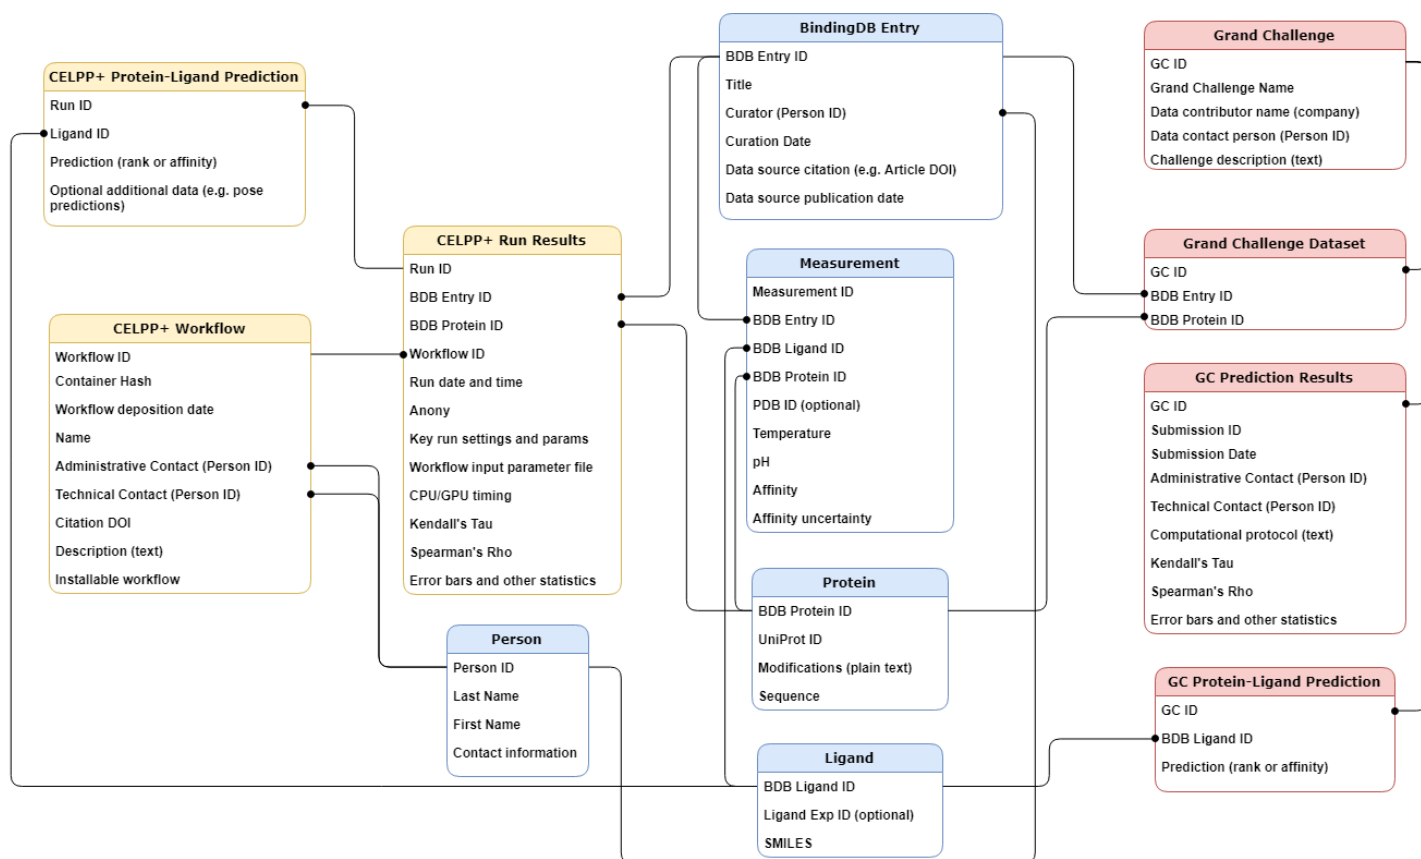 CELPP+ Protein-Ligand Prediction
Run ID
Ligand ID
Prediction (rank or affinity)
Optional additional data (e.g. pose
predictions)
CELPP+ Workflow
Workflow ID
Container Hash
Workflow deposition date
Name
Administrative Contact (Person ID)
Technical Contact (Person ID)
Citation DOI
Description (text)
Installable workflow
CELPP+ Run Results
Run ID
BDB Entry ID
BDB Protein ID
Workflow ID
Run date and time
Anony
Key run settings and params
Workflow input parameter file
CPU/GPU timing
Kendall's Tau
Spearman's Rho
Error bars and other statistics
Person
Person ID
Last Name
First Name
Contact information
BindingDB Entry
BDB Entry ID
Title
Curator (Person ID)
Curation Date
Data source citation (e.g. Article DOI)
Data source publication date
Measurement
Measurement ID
BDB Entry ID
BDB Ligand ID
BDB Protein ID
PDB ID (optional)
Temperature
pH
Affinity
Affinity uncertainty
Protein
BDB Protein ID
UniProt ID
Modifications (plain text)
Sequence
Ligand
BDB Ligand ID
Ligand Exp ID (optional)
SMILES
Grand Challenge
GC ID
Grand Challenge Name
Data contributor name (company)
Data contact person (Person ID)
Challenge description (text)
Grand Challenge Dataset
GC ID
BDB Entry ID
BDB Protein ID
GC Prediction Results
GC ID
Submission ID
Submission Date
Administrative Contact (Person ID)
Technical Contact (Person ID)
Computational protocol (text)
Kendall's Tau
Spearman's Rho
Error bars and other statistics
GC Protein-Ligand Prediction
GC ID
BDB Ligand ID
Prediction (rank or affinity)